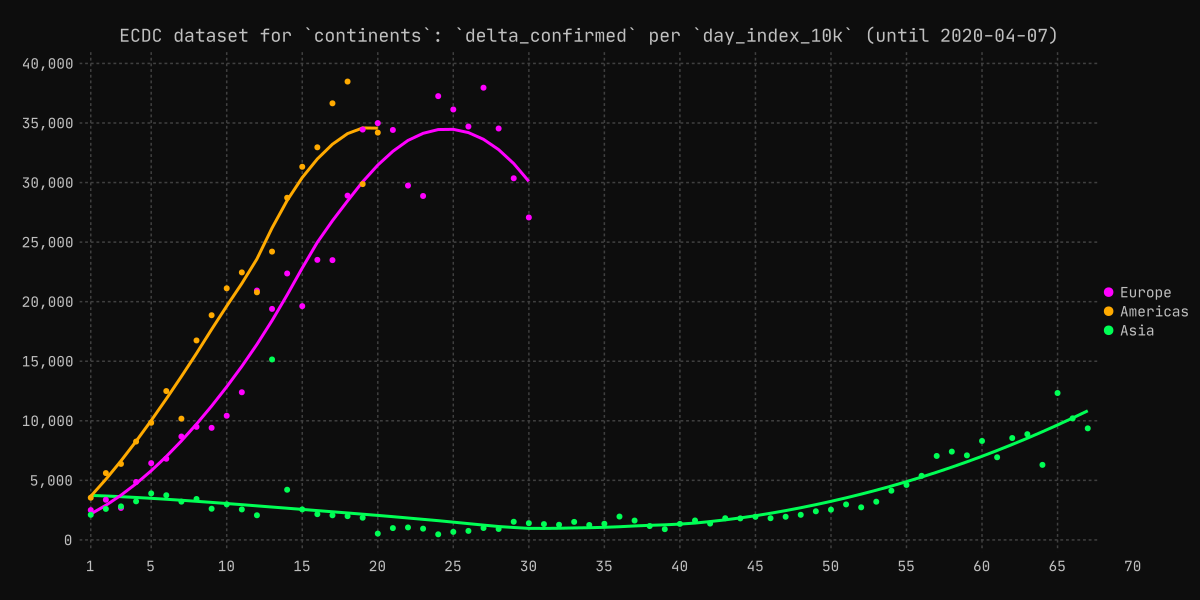 ECDC dataset for `continents`: `delta_confirmed` per `day_index_10k` (until 2020-04-07)
40,000
35,000
30,000
25,000
20,000
15,000
10,000
5,000
0
1 5 10 15 20 25 30 35 40 45 50 55 60 65 70
Europe
Americas
Asia